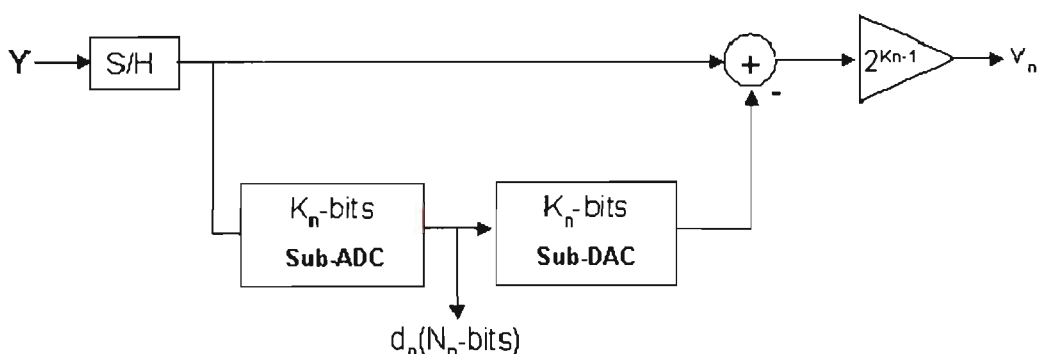 Y
S/H
+
-
2^{Kn-1}
V_n
K_n-bits
Sub-ADC
K_n-bits
Sub-DAC
d_n(N_n-bits)